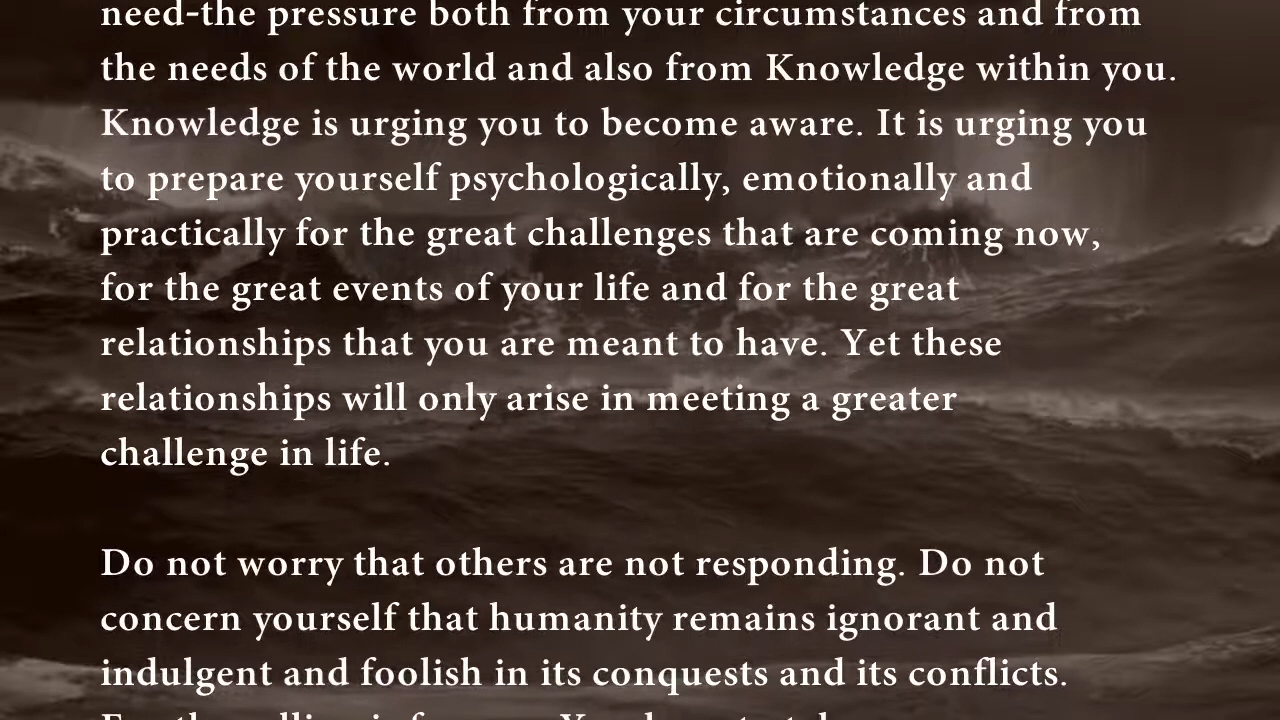 need-the pressure both from your circumstances and from
the needs of the world and also from Knowledge within you.
Knowledge is urging you to become aware. It is urging you
to prepare yourself psychologically, emotionally and
practically for the great challenges that are coming now,
for the great events of your life and for the great
relationships that you are meant to have. Yet these
relationships will only arise in meeting a greater
challenge in life.
Do not worry that others are not responding. Do not
concern yourself that humanity remains ignorant and
indulgent and foolish in its conquests and its conflicts.